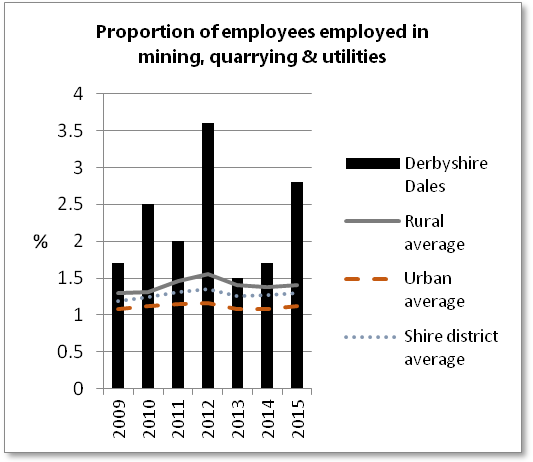 Proportion of employees employed in
mining, quarrying & utilities
4
3.5
3
2.5
2
1.5
1
0.5
0
%
2009
2010
2011
2012
2013
2014
2015
Derbyshire
Dales
Rural
average
Urban
average
Shire district
average